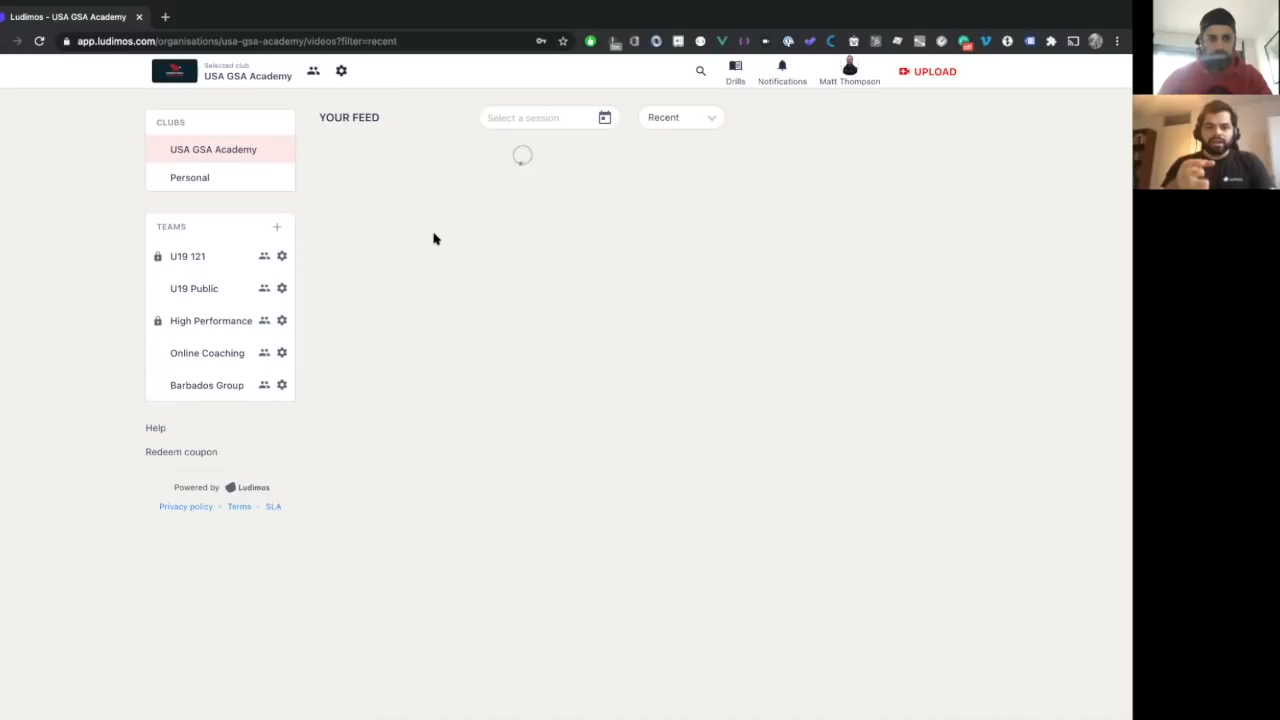 Ludimos - USA GSA Academy
app.ludimos.com/organisations/usa-gsa-academy/videos?filter=recent
Selected club
USA GSA Academy
Drills
Notifications
Matt Thompson
UPLOAD
CLUBS
USA GSA Academy
Personal
YOUR FEED
Select a session
Recent
TEAMS
U19 121
U19 Public
High Performance
Online Coaching
Barbados Group
Help
Redeem coupon
Powered by Ludimos
Privacy policy
Terms
SLA